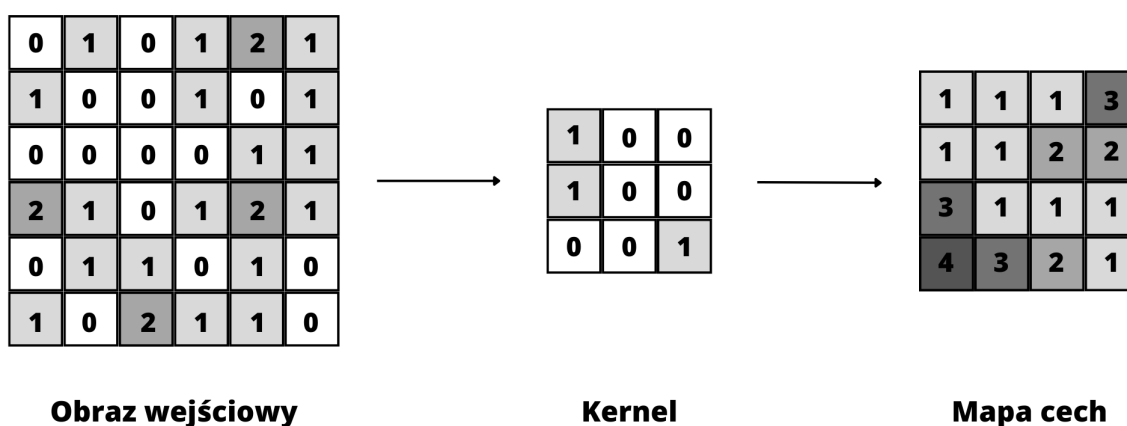 0 1 0 1 2 1
1 0 0 1 0 1
0 0 0 0 1 1
2 1 0 1 2 1
0 1 1 0 1 0
1 0 2 1 1 0
1 0 0
1 0 0
0 0 1
1 1 1 3
1 1 2 2
3 1 1 1
4 3 2 1
Obraz wejściowy
Kernel
Mapa cech